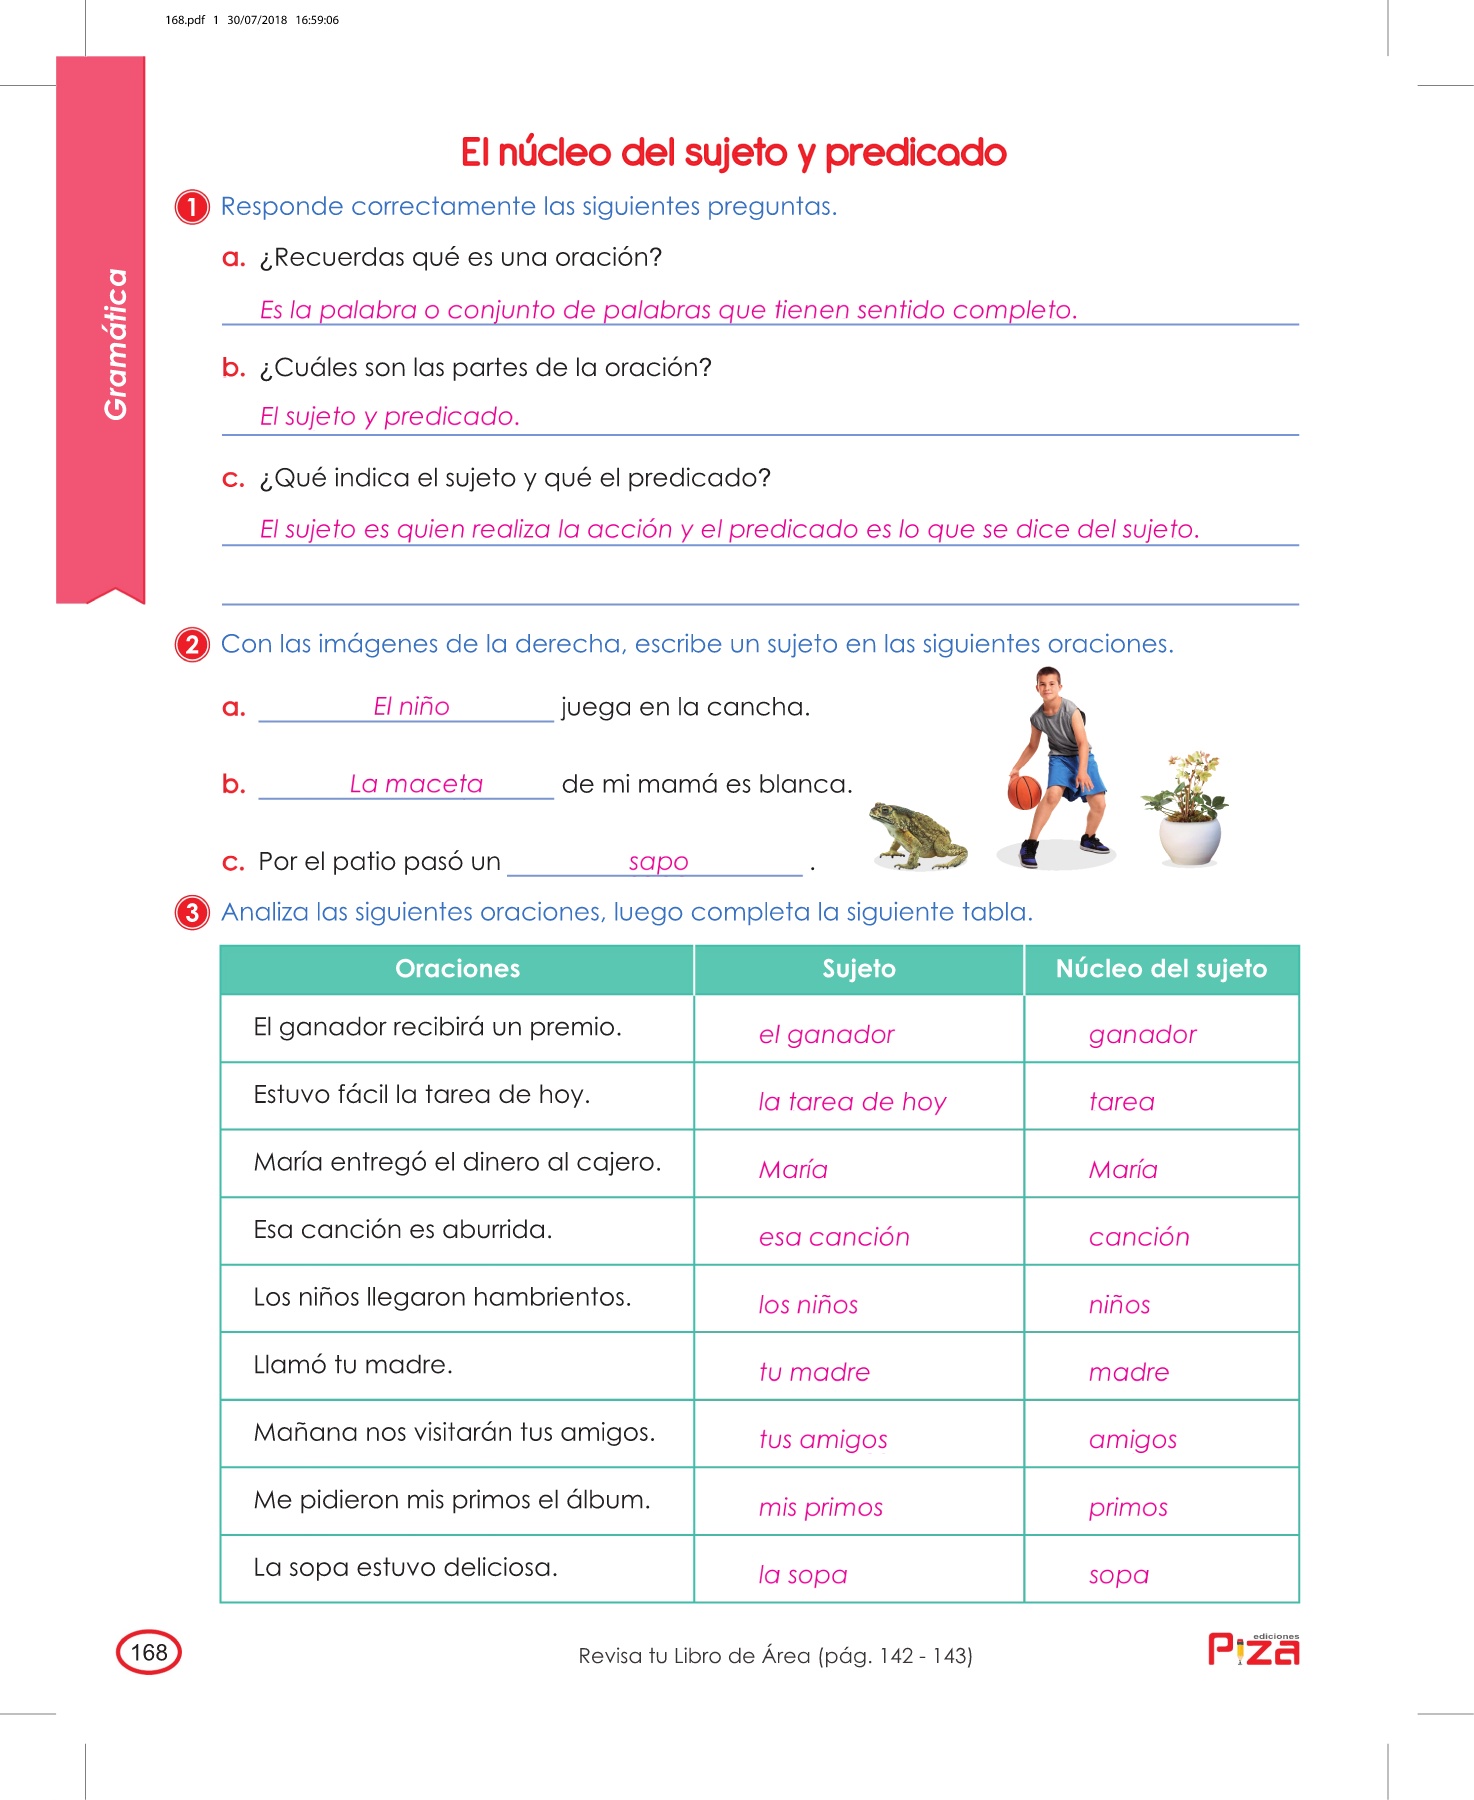 168.pdf 1 30/07/2018 16:59:06
Gramática
El núcleo del sujeto y predicado
1 Responde correctamente las siguientes preguntas.
a. ¿Recuerdas qué es una oración?
Es la palabra o conjunto de palabras que tienen sentido completo.
b. ¿Cuáles son las partes de la oración?
El sujeto y predicado.
c. ¿Qué indica el sujeto y qué el predicado?
El sujeto es quien realiza la acción y el predicado es lo que se dice del sujeto.
2 Con las imágenes de la derecha, escribe un sujeto en las siguientes oraciones.
a. El niño juega en la cancha.
b. La maceta de mi mamá es blanca.
c. Por el patio pasó un sapo .
3 Analiza las siguientes oraciones, luego completa la siguiente tabla.
Oraciones Sujeto Núcleo del sujeto
El ganador recibirá un premio. el ganador ganador
Estuvo fácil la tarea de hoy. la tarea de hoy tarea
María entregó el dinero al cajero. María María
Esa canción es aburrida. esa canción canción
Los niños llegaron hambrientos. los niños niños
Llamó tu madre. tu madre madre
Mañana nos visitarán tus amigos. tus amigos amigos
Me pidieron mis primos el álbum. mis primos primos
La sopa estuvo deliciosa. la sopa sopa
168 Revisa tu Libro de Área (pág. 142 - 143)
ediciones
Piza